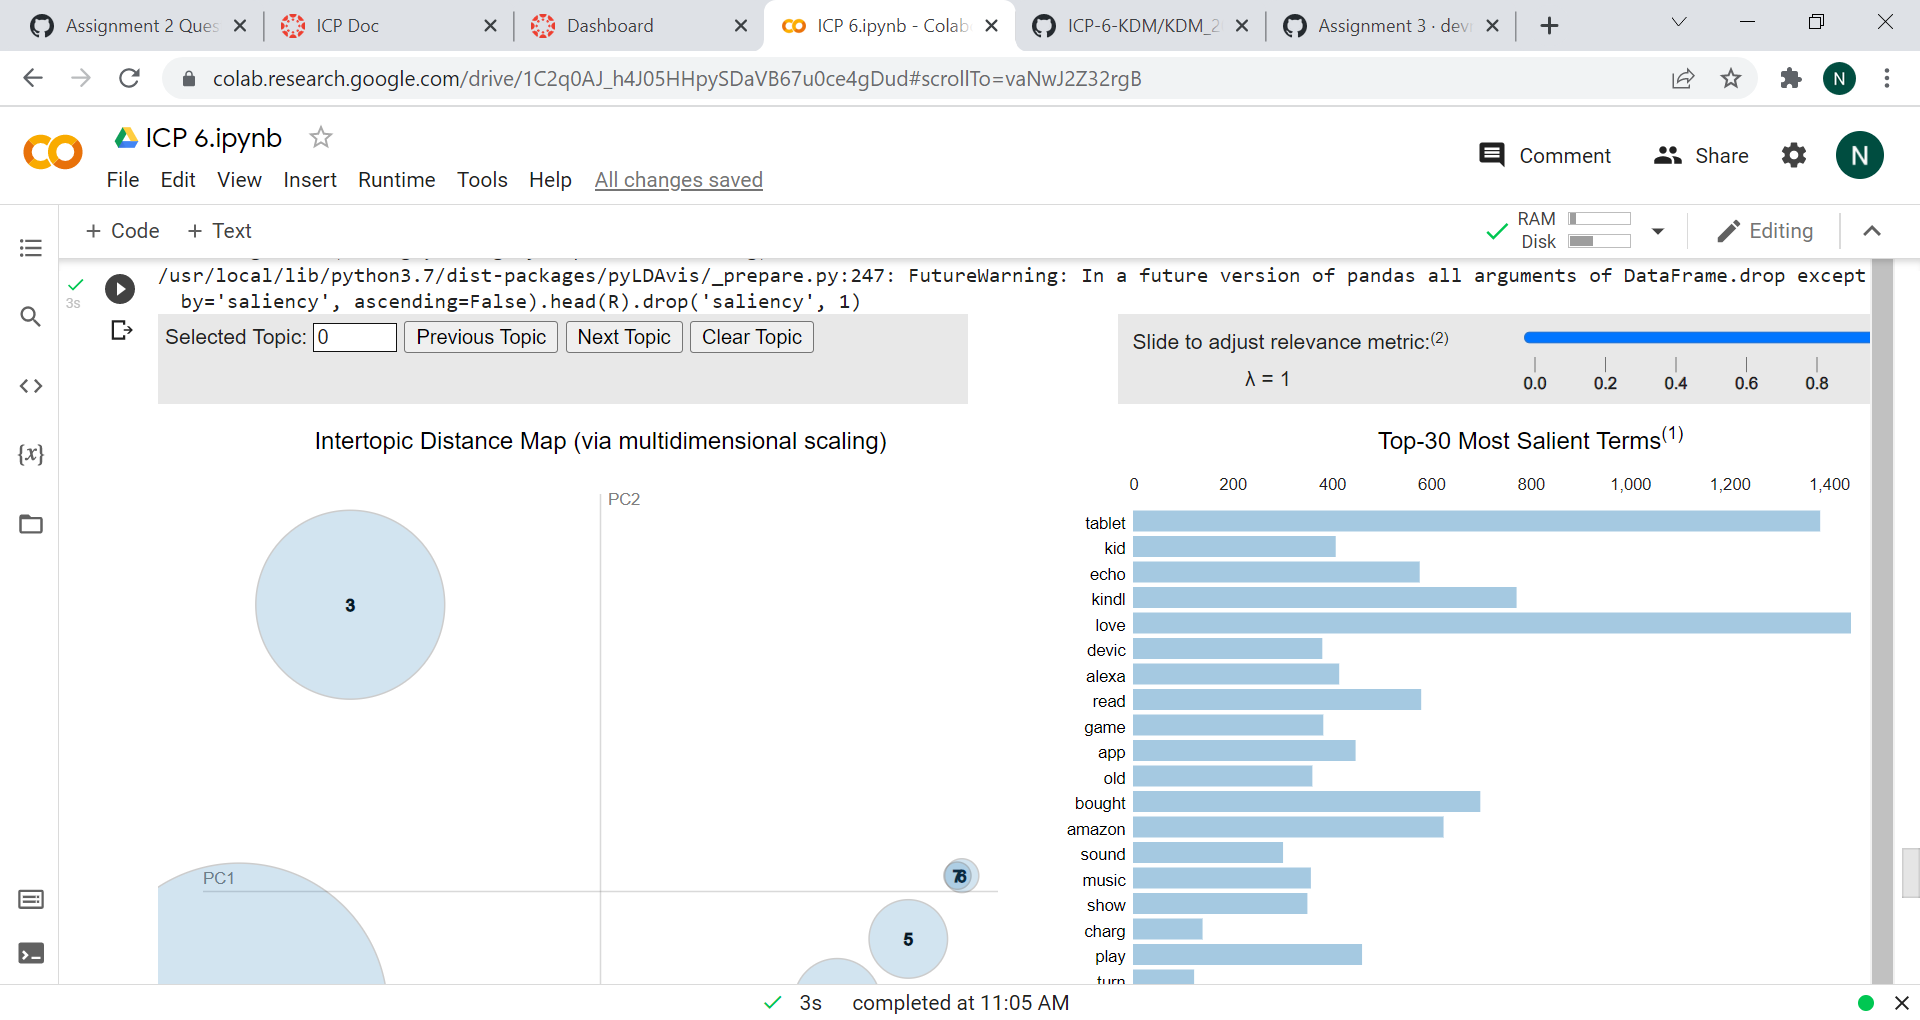 Assignment 2 Ques
ICP Doc
Dashboard
ICP 6.ipynb - Colab
ICP-6-KDM/KDM_2
Assignment 3 · dev
colab.research.google.com/drive/1C2q0AJ_h4J05HHpySDaVB67u0ce4gDud#scrollTo=vaNwJ2Z32rgB
N
ICP 6.ipynb
Comment
Share
N
File Edit View Insert Runtime Tools Help All changes saved
+ Code + Text
RAM
Disk
Editing
3s
/usr/local/lib/python3.7/dist-packages/pyLDAvis/_prepare.py:247: FutureWarning: In a future version of pandas all arguments of DataFrame.drop except
by='saliency', ascending=False).head(R).drop('saliency', 1)
Selected Topic: 0 Previous Topic Next Topic Clear Topic
Slide to adjust relevance metric:(2)
λ = 1
0.0 0.2 0.4 0.6 0.8
Intertopic Distance Map (via multidimensional scaling)
PC2
3
PC1
5
Top-30 Most Salient Terms(1)
0 200 400 600 800 1,000 1,200 1,400
tablet
kid
echo
kindl
love
devic
alexa
read
game
app
old
bought
amazon
sound
music
show
charg
play
turn
3s completed at 11:05 AM